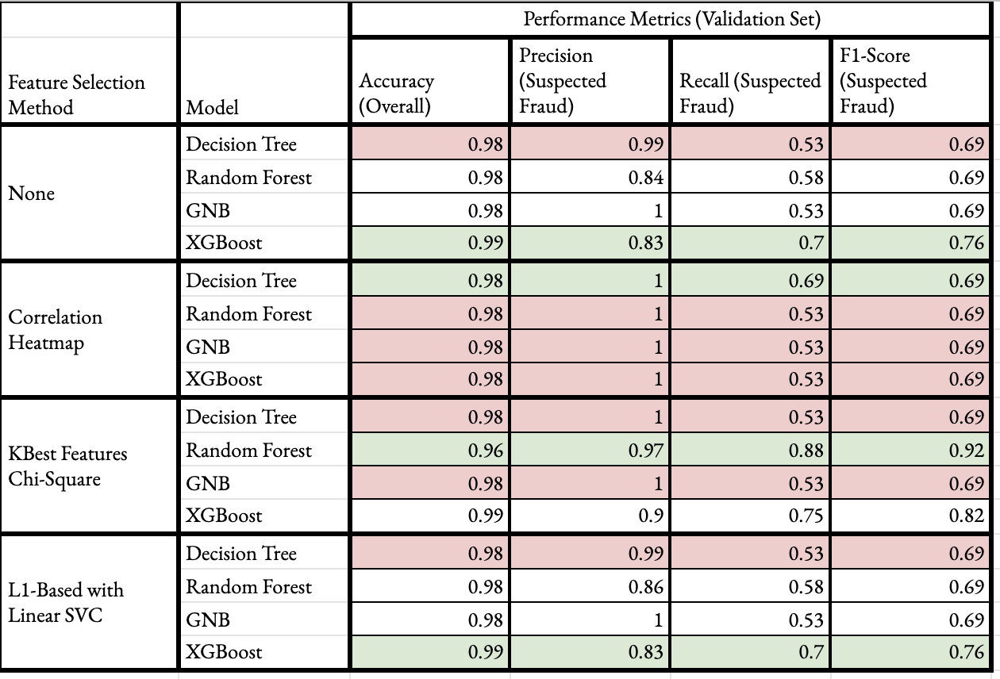 Performance Metrics (Validation Set)
Feature Selection
Method
Model
Accuracy
(Overall)
Precision
(Suspected
Fraud)
Recall (Suspected
Fraud)
F1-Score
(Suspected
Fraud)
None
Decision Tree 0.98 0.99 0.53 0.69
Random Forest 0.98 0.84 0.58 0.69
GNB 0.98 1 0.53 0.69
XGBoost 0.99 0.83 0.7 0.76
Correlation
Heatmap
Decision Tree 0.98 1 0.69 0.69
Random Forest 0.98 1 0.53 0.69
GNB 0.98 1 0.53 0.69
XGBoost 0.98 1 0.53 0.69
KBest Features
Chi-Square
Decision Tree 0.98 1 0.53 0.69
Random Forest 0.96 0.97 0.88 0.92
GNB 0.98 1 0.53 0.69
XGBoost 0.99 0.9 0.75 0.82
L1-Based with
Linear SVC
Decision Tree 0.98 0.99 0.53 0.69
Random Forest 0.98 0.86 0.58 0.69
GNB 0.98 1 0.53 0.69
XGBoost 0.99 0.83 0.7 0.76